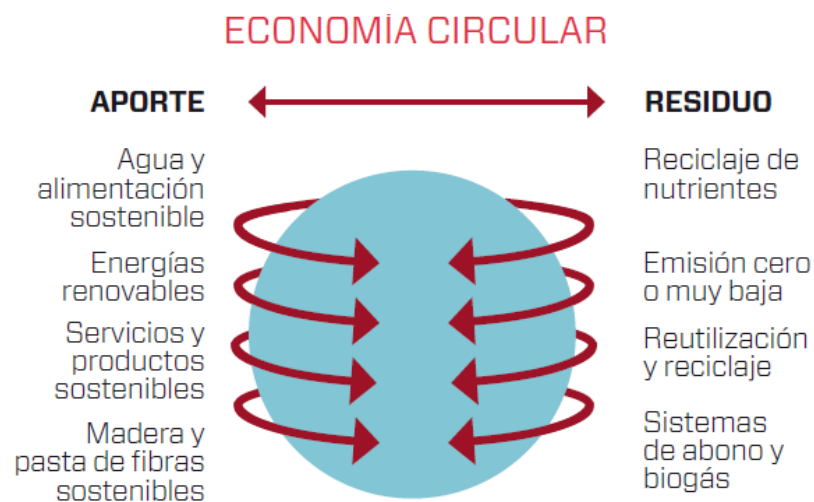 ECONOMÍA CIRCULAR
APORTE
Agua y
alimentación
sostenible
Energías
renovables
Servicios y
productos
sostenibles
Madera y
pasta de fibras
sostenibles
RESIDUO
Reciclaje de
nutrientes
Emisión cero
o muy baja
Reutilización
y reciclaje
Sistemas
de abono y
biogás